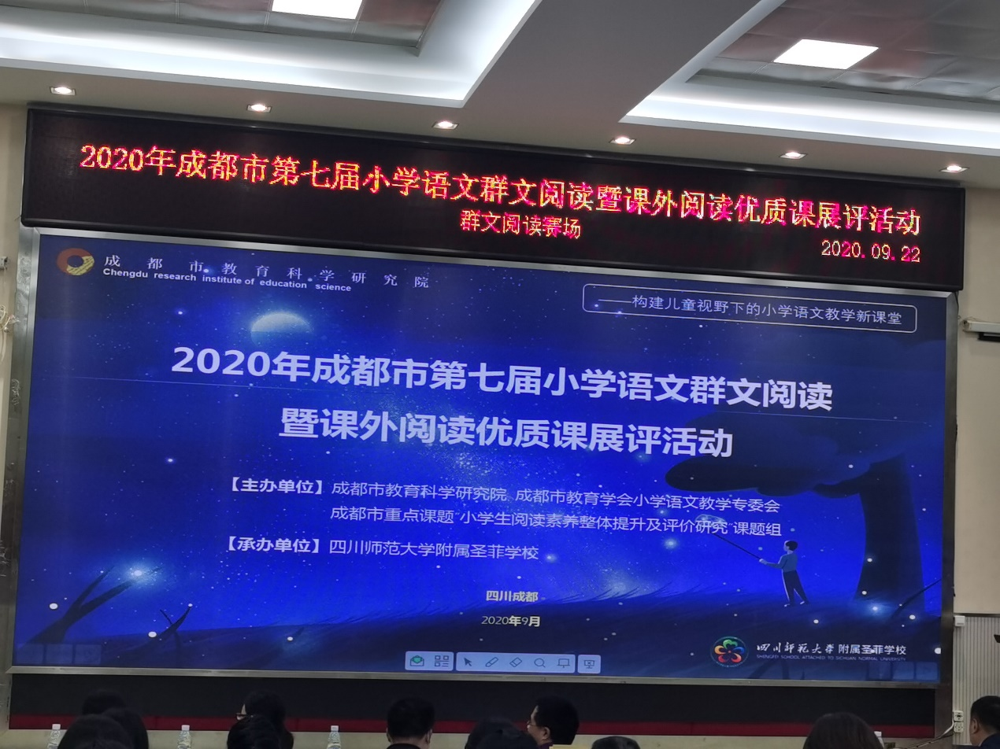 2020年成都市第七届小学语文群文阅读暨课外阅读优质课展评活动
群文阅读赛场
2020.09.22
成都市教育科学研究院
Chengdu research institute of education science
——构建儿童视野下的小学语文教学新课堂
2020年成都市第七届小学语文群文阅读
暨课外阅读优质课展评活动
【主办单位】成都市教育科学研究院 成都市教育学会小学语文教学专委会
成都市重点课题"小学生阅读素养整体提升及评价研究"课题组
【承办单位】四川师范大学附属圣菲学校
四川成都
2020年9月
四川师范大学附属圣菲学校
SHENGFEI SCHOOL ATTACHED TO SICHUAN NORMAL UNIVERSITY